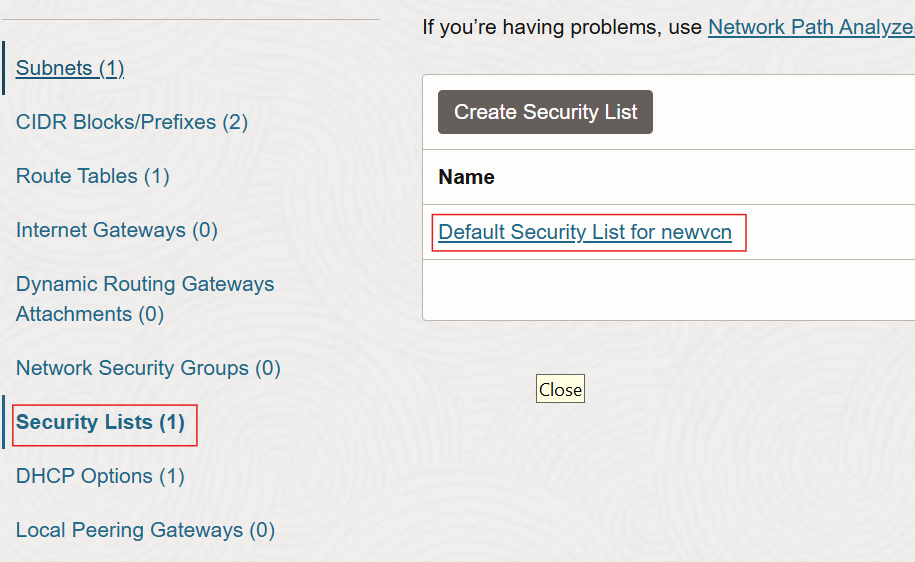 If you’re having problems, use Network Path Analyzer
Subnets (1)
CIDR Blocks/Prefixes (2)
Route Tables (1)
Internet Gateways (0)
Dynamic Routing Gateways
Attachments (0)
Network Security Groups (0)
Security Lists (1)
DHCP Options (1)
Local Peering Gateways (0)
Create Security List
Name
Default Security List for newvcn
Close